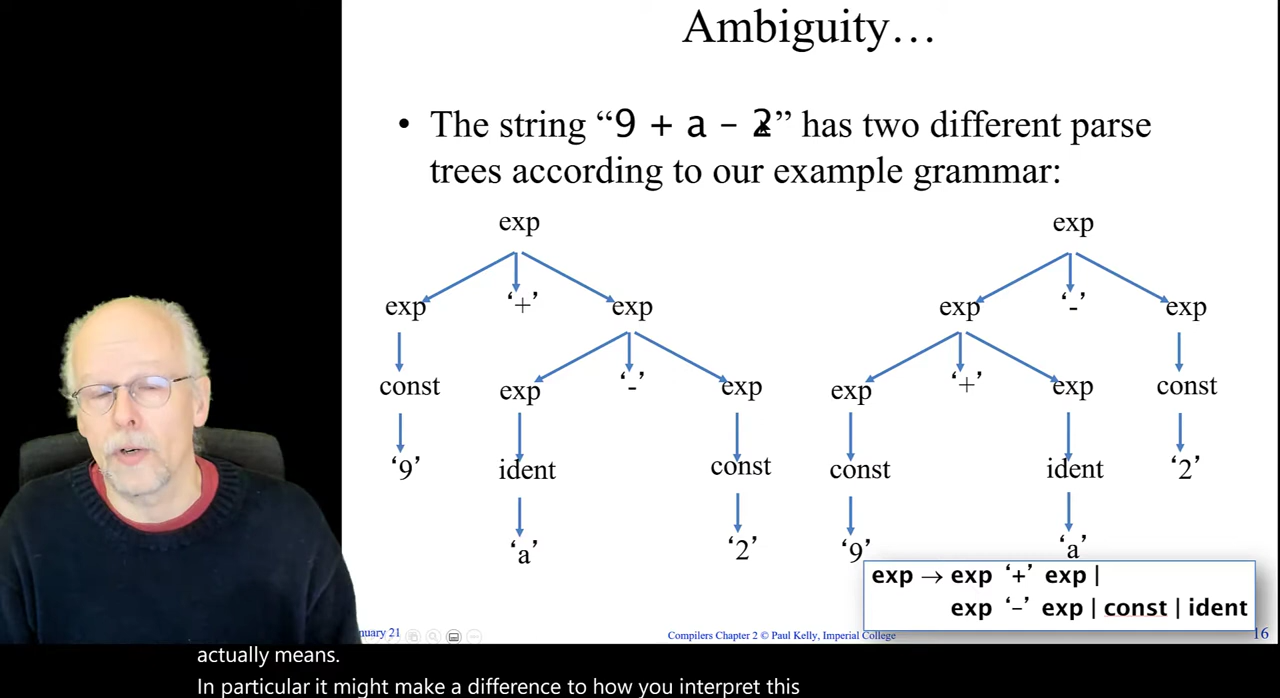 Ambiguity…
• The string “9 + a – 2” has two different parse
trees according to our example grammar:
exp exp
exp ‘+’ exp exp ‘-’ exp
const exp ‘-’ exp exp ‘+’ exp const
‘9’ ident const const ident ‘2’
‘a’ ‘2’ ‘9’ ‘a’
exp → exp ‘+’ exp |
exp ‘–’ exp | const | ident
nuary 21 Compilers Chapter 2 © Paul Kelly, Imperial College 16
actually means.
In particular it might make a difference to how you interpret this